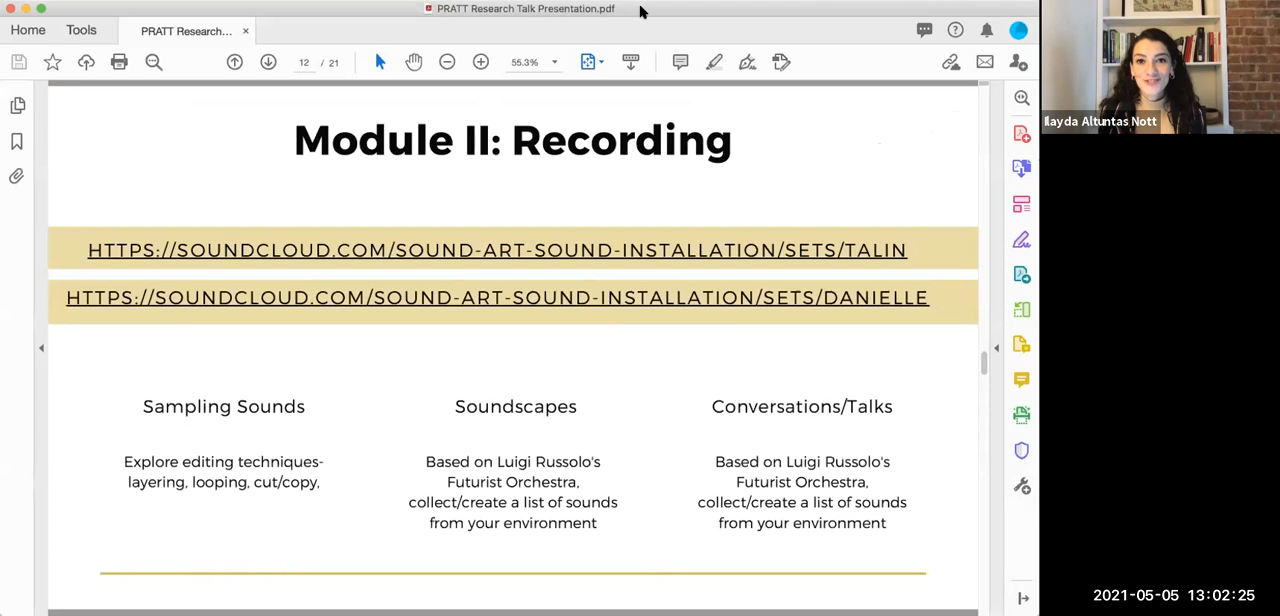 PRATT Research Talk Presentation.pdf
Home Tools PRATT Research... ×
12 / 21 55.3%
Module II: Recording
HTTPS://SOUNDCLOUD.COM/SOUND-ART-SOUND-INSTALLATION/SETS/TALIN
HTTPS://SOUNDCLOUD.COM/SOUND-ART-SOUND-INSTALLATION/SETS/DANIELLE
Sampling Sounds
Explore editing techniques-
layering, looping, cut/copy,
Soundscapes
Based on Luigi Russolo's
Futurist Orchestra,
collect/create a list of sounds
from your environment
Conversations/Talks
Based on Luigi Russolo's
Futurist Orchestra,
collect/create a list of sounds
from your environment
Ilayda Altuntas Nott
2021-05-05 13:02:25